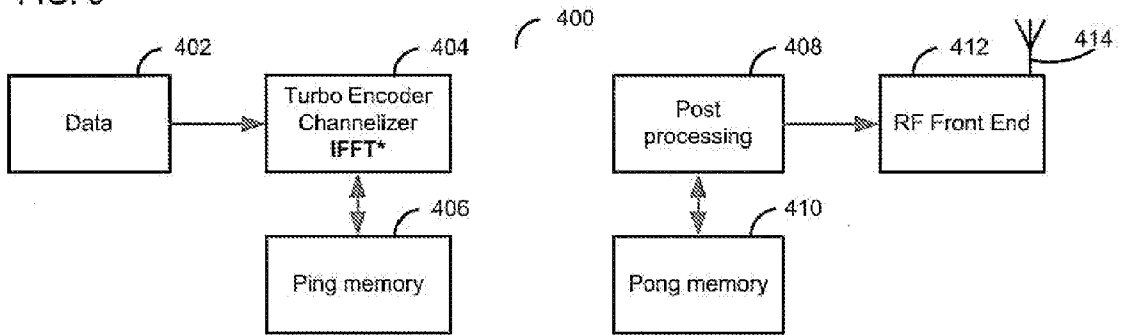 400
402
404
408
412
414
Data
Turbo Encoder
Channelizer
IFFT*
Post
processing
RF Front End
406
410
Ping memory
Pong memory